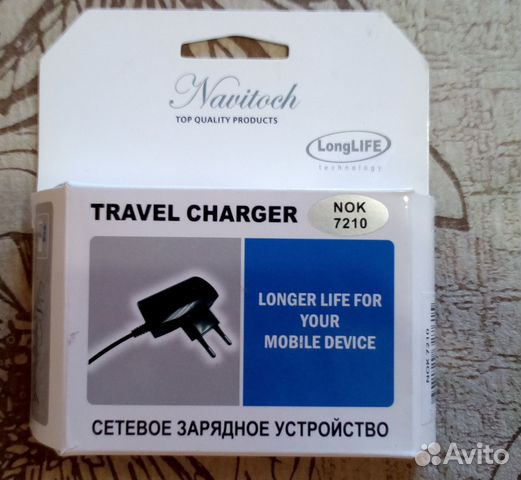 Navitoch
TOP QUALITY PRODUCTS
LongLIFE
technology
TRAVEL CHARGER
NOK
7210
LONGER LIFE FOR
YOUR
MOBILE DEVICE
СЕТЕВОЕ ЗАРЯДНОЕ УСТРОЙСТВО
NOK 7210
Avito